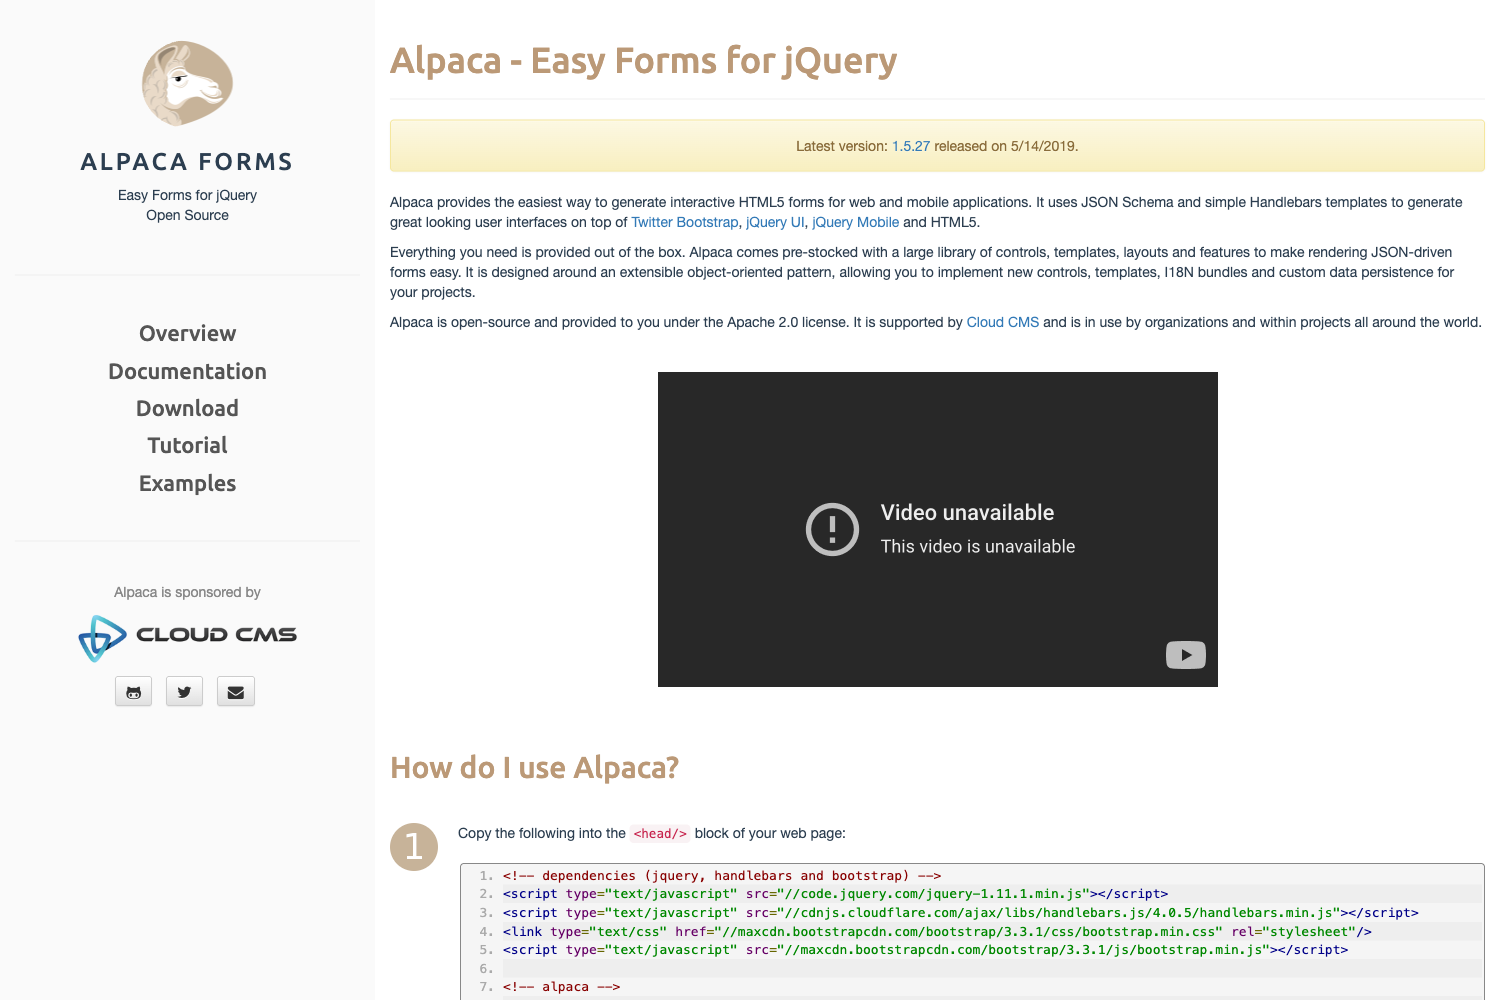 ALPACA FORMS
Easy Forms for jQuery
Open Source
Overview
Documentation
Download
Tutorial
Examples
Alpaca is sponsored by
CLOUD CMS
Alpaca - Easy Forms for jQuery
Latest version: 1.5.27 released on 5/14/2019.
Alpaca provides the easiest way to generate interactive HTML5 forms for web and mobile applications. It uses JSON Schema and simple Handlebars templates to generate
great looking user interfaces on top of Twitter Bootstrap, jQuery UI, jQuery Mobile and HTML5.
Everything you need is provided out of the box. Alpaca comes pre-stocked with a large library of controls, templates, layouts and features to make rendering JSON-driven
forms easy. It is designed around an extensible object-oriented pattern, allowing you to implement new controls, templates, I18N bundles and custom data persistence for
your projects.
Alpaca is open-source and provided to you under the Apache 2.0 license. It is supported by Cloud CMS and is in use by organizations and within projects all around the world.
Video unavailable
This video is unavailable
How do I use Alpaca?
1
Copy the following into the <head/> block of your web page:
1. <!-- dependencies (jquery, handlebars and bootstrap) -->
2. <script type="text/javascript" src="//code.jquery.com/jquery-1.11.1.min.js"></script>
3. <script type="text/javascript" src="//cdnjs.cloudflare.com/ajax/libs/handlebars.js/4.0.5/handlebars.min.js"></script>
4. <link type="text/css" href="//maxcdn.bootstrapcdn.com/bootstrap/3.3.1/css/bootstrap.min.css" rel="stylesheet"/>
5. <script type="text/javascript" src="//maxcdn.bootstrapcdn.com/bootstrap/3.3.1/js/bootstrap.min.js"></script>
6.
7. <!-- alpaca -->